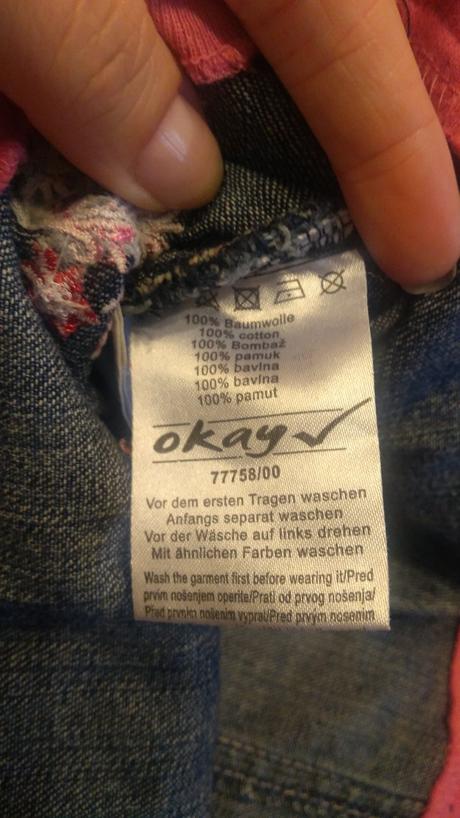 100% Baumwolle
100% cotton
100% Bombaž
100% pamuk
100% bavlna
100% bavlna
100% pamut
okay
77758/00
Vor dem ersten Tragen waschen
Anfangs separat waschen
Vor der Wäsche auf links drehen
Mit ähnlichen Farben waschen
Wash the garment first before wearing it/Pred
prvim nošenjem operite/Prati od prvog nošenja/
Před prvním nošením vyprat/Pred prvým nosením